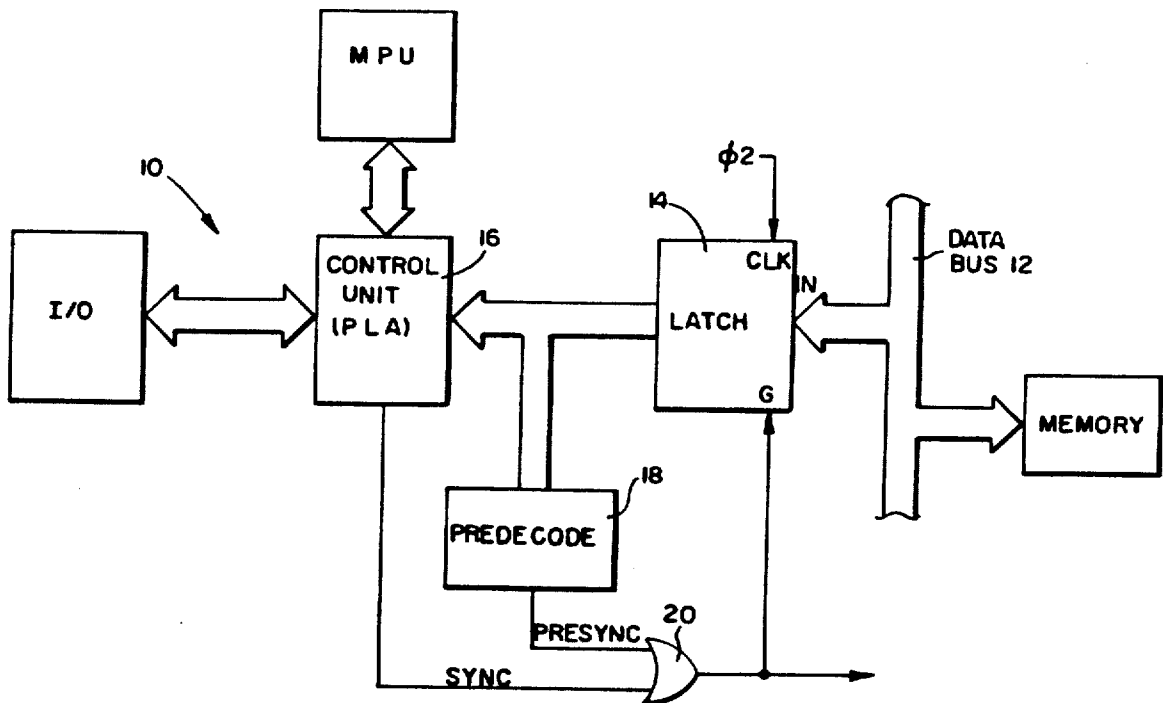 MPU
10
I/O
CONTROL
UNIT
(PLA)
16
14
ϕ2
CLK
IN
LATCH
G
DATA
BUS 12
MEMORY
18
PREDECODE
PRESYNC
20
SYNC